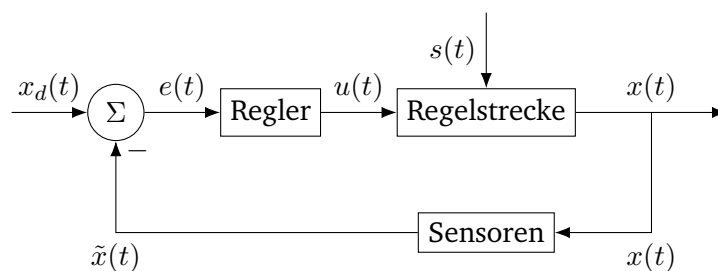 s(t)
x_d(t)
Σ
e(t)
Regler
u(t)
Regelstrecke
x(t)
−
Sensoren
x̃(t)
x(t)